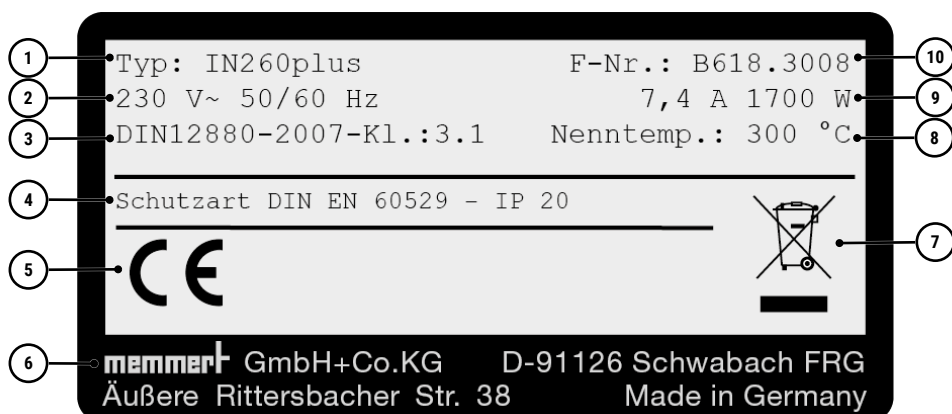 1 Typ: IN260plus F-Nr.: B618.3008 10
2 230 V~ 50/60 Hz 7,4 A 1700 W 9
3 DIN12880-2007-Kl.:3.1 Nenntemp.: 300 °C 8
4 Schutzart DIN EN 60529 – IP 20
5 CE 7
6 memmert GmbH+Co.KG D-91126 Schwabach FRG
Äußere Rittersbacher Str. 38 Made in Germany